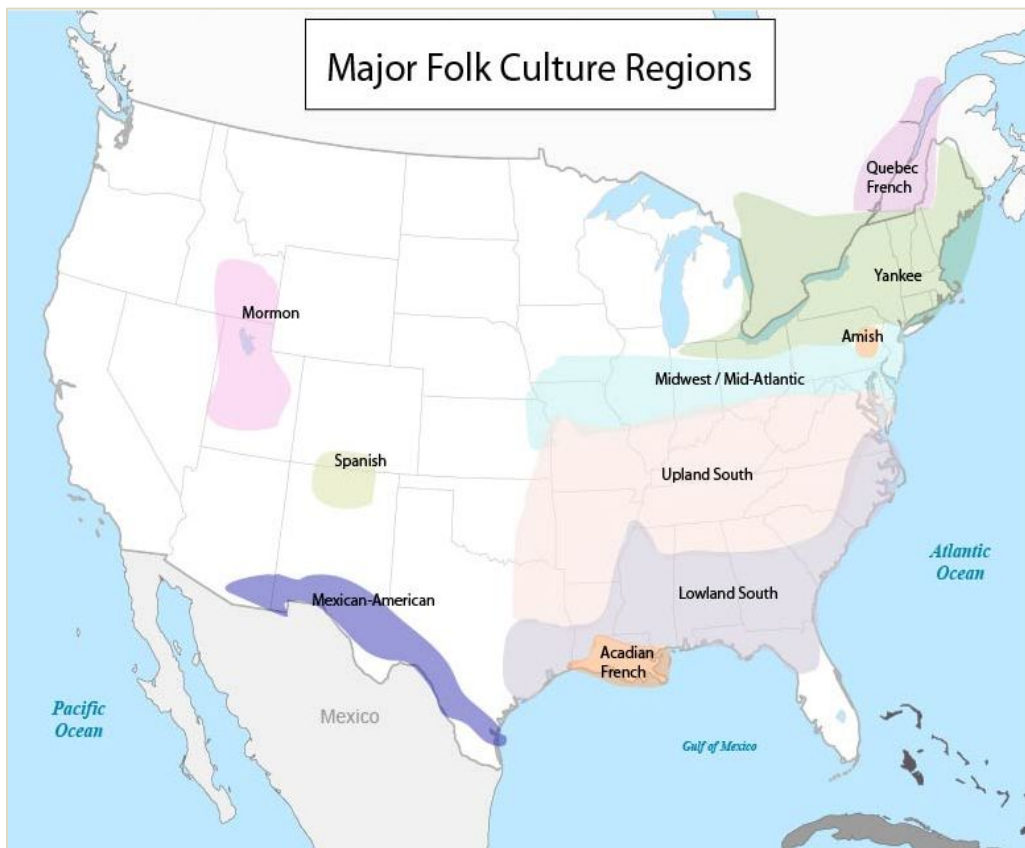 Major Folk Culture Regions
Quebec
French
Yankee
Mormon
Amish
Midwest / Mid-Atlantic
Spanish
Upland South
Atlantic
Ocean
Mexican-American
Lowland South
Acadian
French
Pacific
Ocean
Mexico
Gulf of Mexico